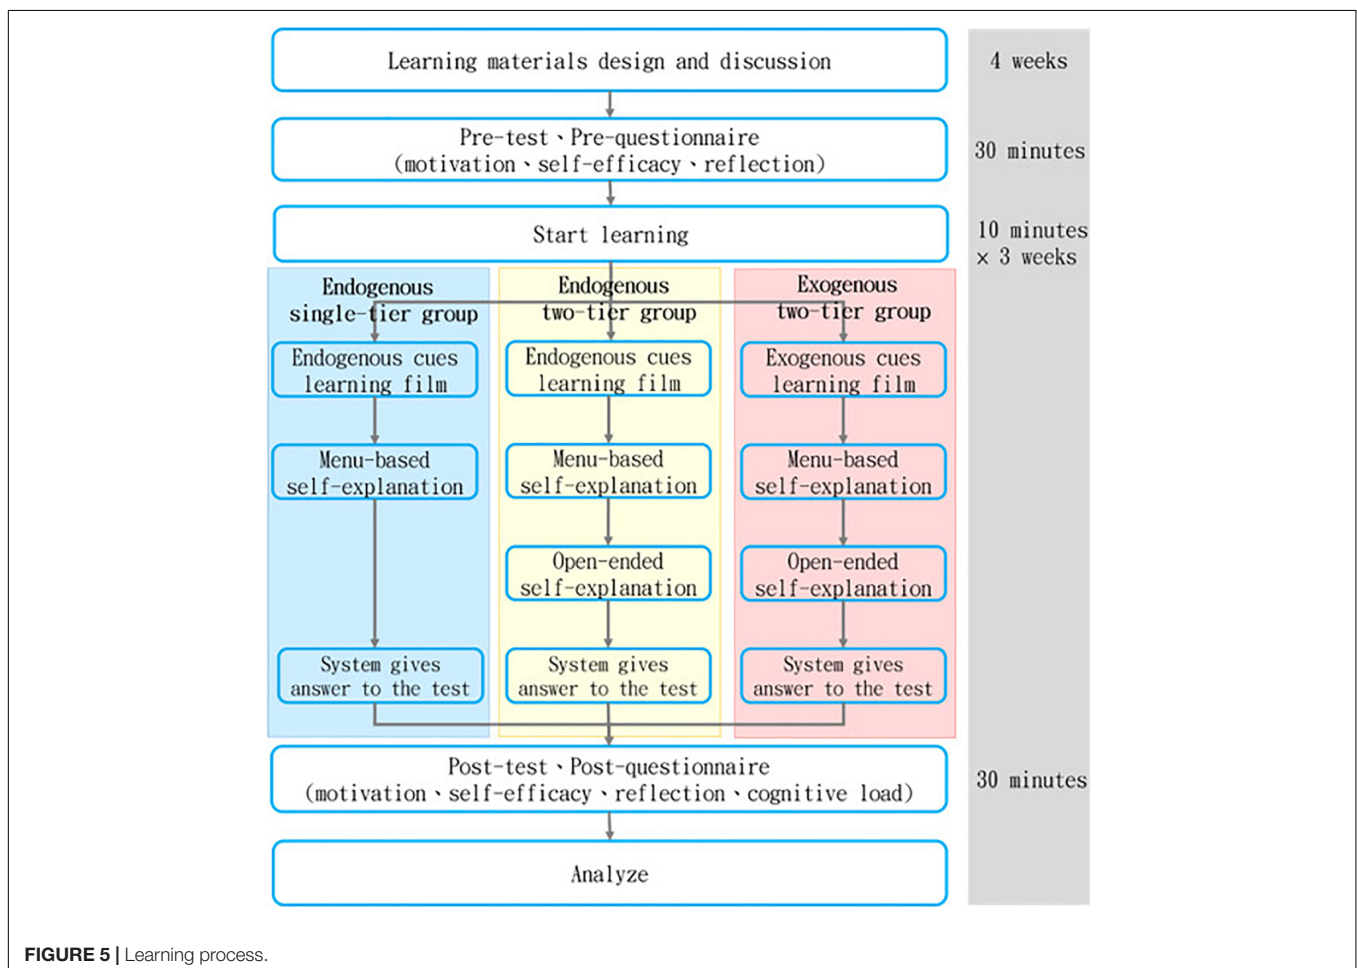 Learning materials design and discussion
4 weeks
Pre-test、Pre-questionnaire
(motivation、self-efficacy、reflection)
30 minutes
Start learning
10 minutes
× 3 weeks
Endogenous
single-tier group
Endogenous
two-tier group
Exogenous
two-tier group
Endogenous cues
learning film
Endogenous cues
learning film
Exogenous cues
learning film
Menu-based
self-explanation
Menu-based
self-explanation
Menu-based
self-explanation
Open-ended
self-explanation
Open-ended
self-explanation
System gives
answer to the test
System gives
answer to the test
System gives
answer to the test
Post-test、Post-questionnaire
(motivation、self-efficacy、reflection、cognitive load)
30 minutes
Analyze
FIGURE 5 | Learning process.